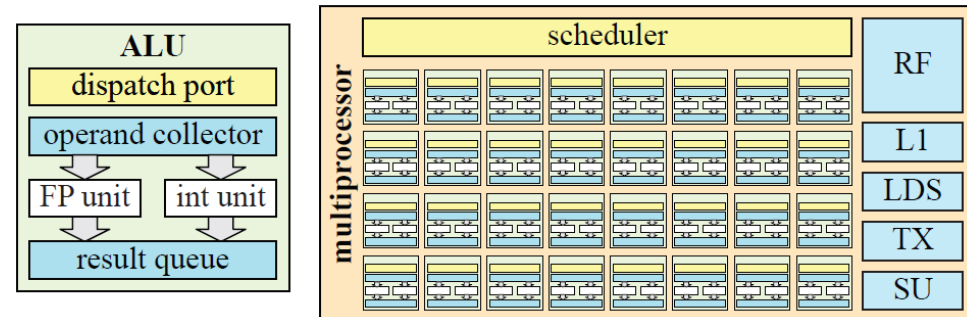 ALU
dispatch port
operand collector
FP unit
int unit
result queue
multiprocessor
scheduler
RF
L1
LDS
TX
SU